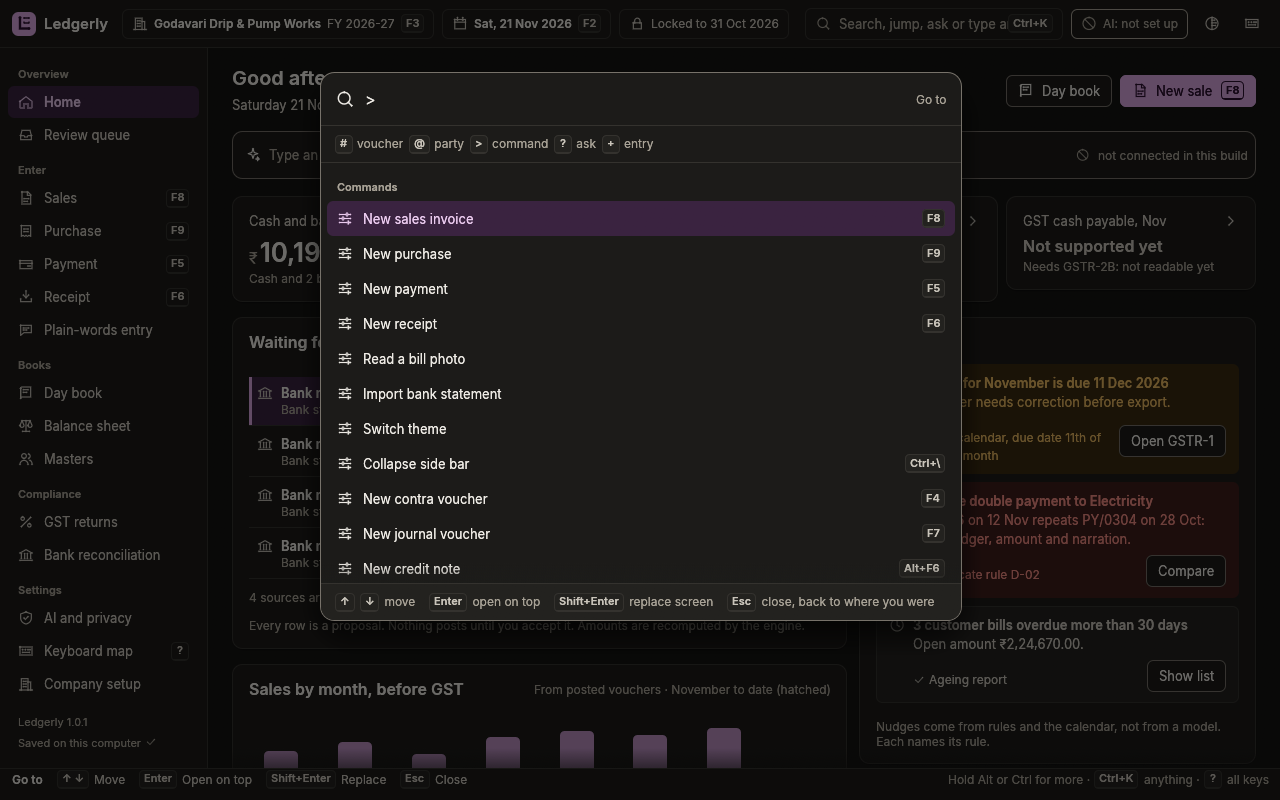 Ledgerly
Godavari Drip & Pump Works FY 2026-27 F3
Sat, 21 Nov 2026 F2
Locked to 31 Oct 2026
Search, jump, ask or type a Ctrl+K
AI: not set up
Overview
Home
Review queue
Enter
Sales F8
Purchase F9
Payment F5
Receipt F6
Plain-words entry
Books
Day book
Balance sheet
Masters
Compliance
GST returns
Bank reconciliation
Settings
AI and privacy
Keyboard map ?
Company setup
Ledgerly 1.0.1
Saved on this computer
Good afte
Saturday 21 No
Day book
New sale F8
Type an
not connected in this build
Cash and b
₹10,19
Cash and 2 b
GST cash payable, Nov
Not supported yet
Needs GSTR-2B: not readable yet
> Go to
# voucher @ party > command ? ask + entry
Commands
New sales invoice F8
New purchase F9
New payment F5
New receipt F6
Read a bill photo
Import bank statement
Switch theme
Collapse side bar Ctrl+\
New contra voucher F4
New journal voucher F7
New credit note Alt+F6
↑ ↓ move Enter open on top Shift+Enter replace screen Esc close, back to where you were
Waiting fo
Bank r
Bank s
Bank r
Bank s
Bank r
Bank s
Bank r
Bank s
4 sources ar
Every row is a proposal. Nothing posts until you accept it. Amounts are recomputed by the engine.
for November is due 11 Dec 2026
er needs correction before export.
calendar, due date 11th of
month
Open GSTR-1
e double payment to Electricity
6 on 12 Nov repeats PY/0304 on 28 Oct:
dger, amount and narration.
cate rule D-02
Compare
3 customer bills overdue more than 30 days
Open amount ₹2,24,670.00.
Ageing report
Show list
Nudges come from rules and the calendar, not from a model.
Each names its rule.
Sales by month, before GST
From posted vouchers · November to date (hatched)
Go to ↑↓ Move Enter Open on top Shift+Enter Replace Esc Close
Hold Alt or Ctrl for more · Ctrl+K anything · ? all keys